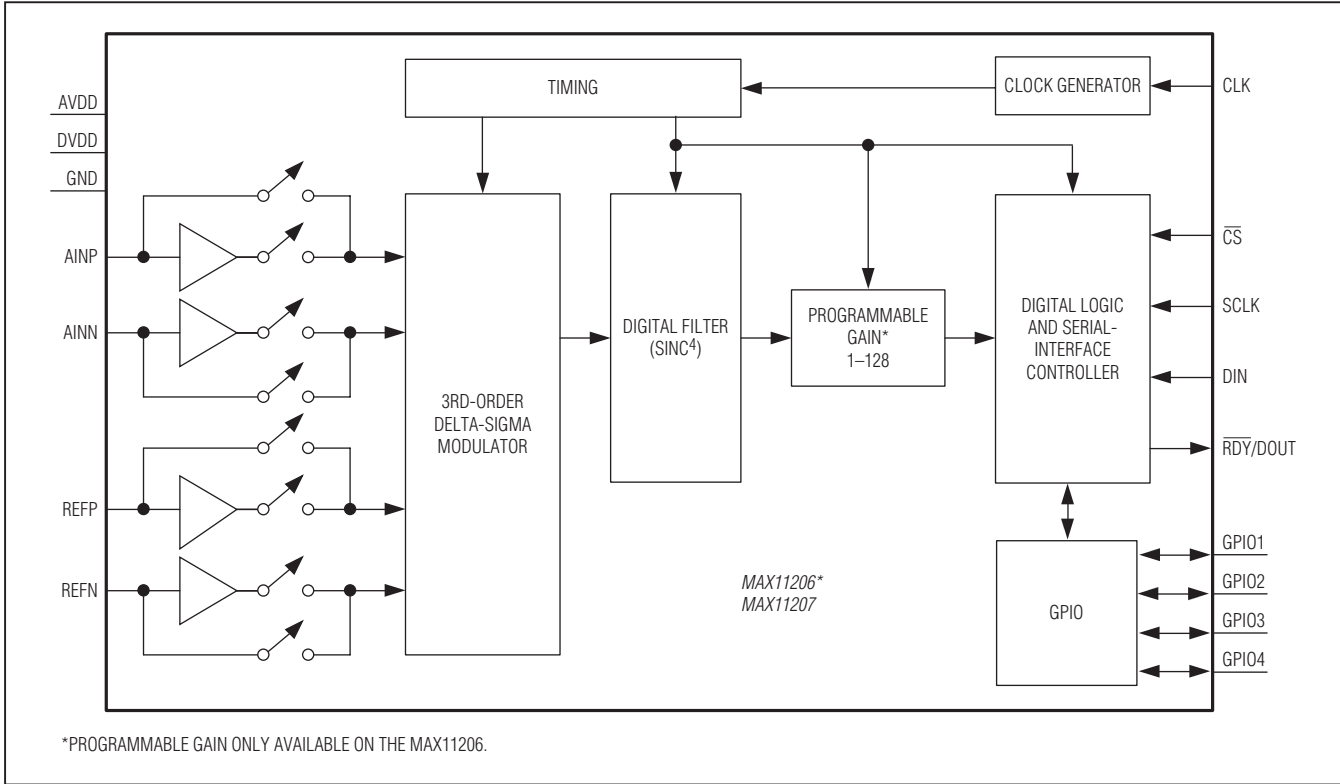 TIMING
CLOCK GENERATOR
CLK
AVDD
DVDD
GND
AINP
AINN
REFP
REFN
3RD-ORDER
DELTA-SIGMA
MODULATOR
DIGITAL FILTER
(SINC⁴)
PROGRAMMABLE
GAIN*
1–128
DIGITAL LOGIC
AND SERIAL-
INTERFACE
CONTROLLER
C̅S̅
SCLK
DIN
R̅D̅Y̅/DOUT
GPIO
GPIO1
GPIO2
GPIO3
GPIO4
MAX11206*
MAX11207
*PROGRAMMABLE GAIN ONLY AVAILABLE ON THE MAX11206.